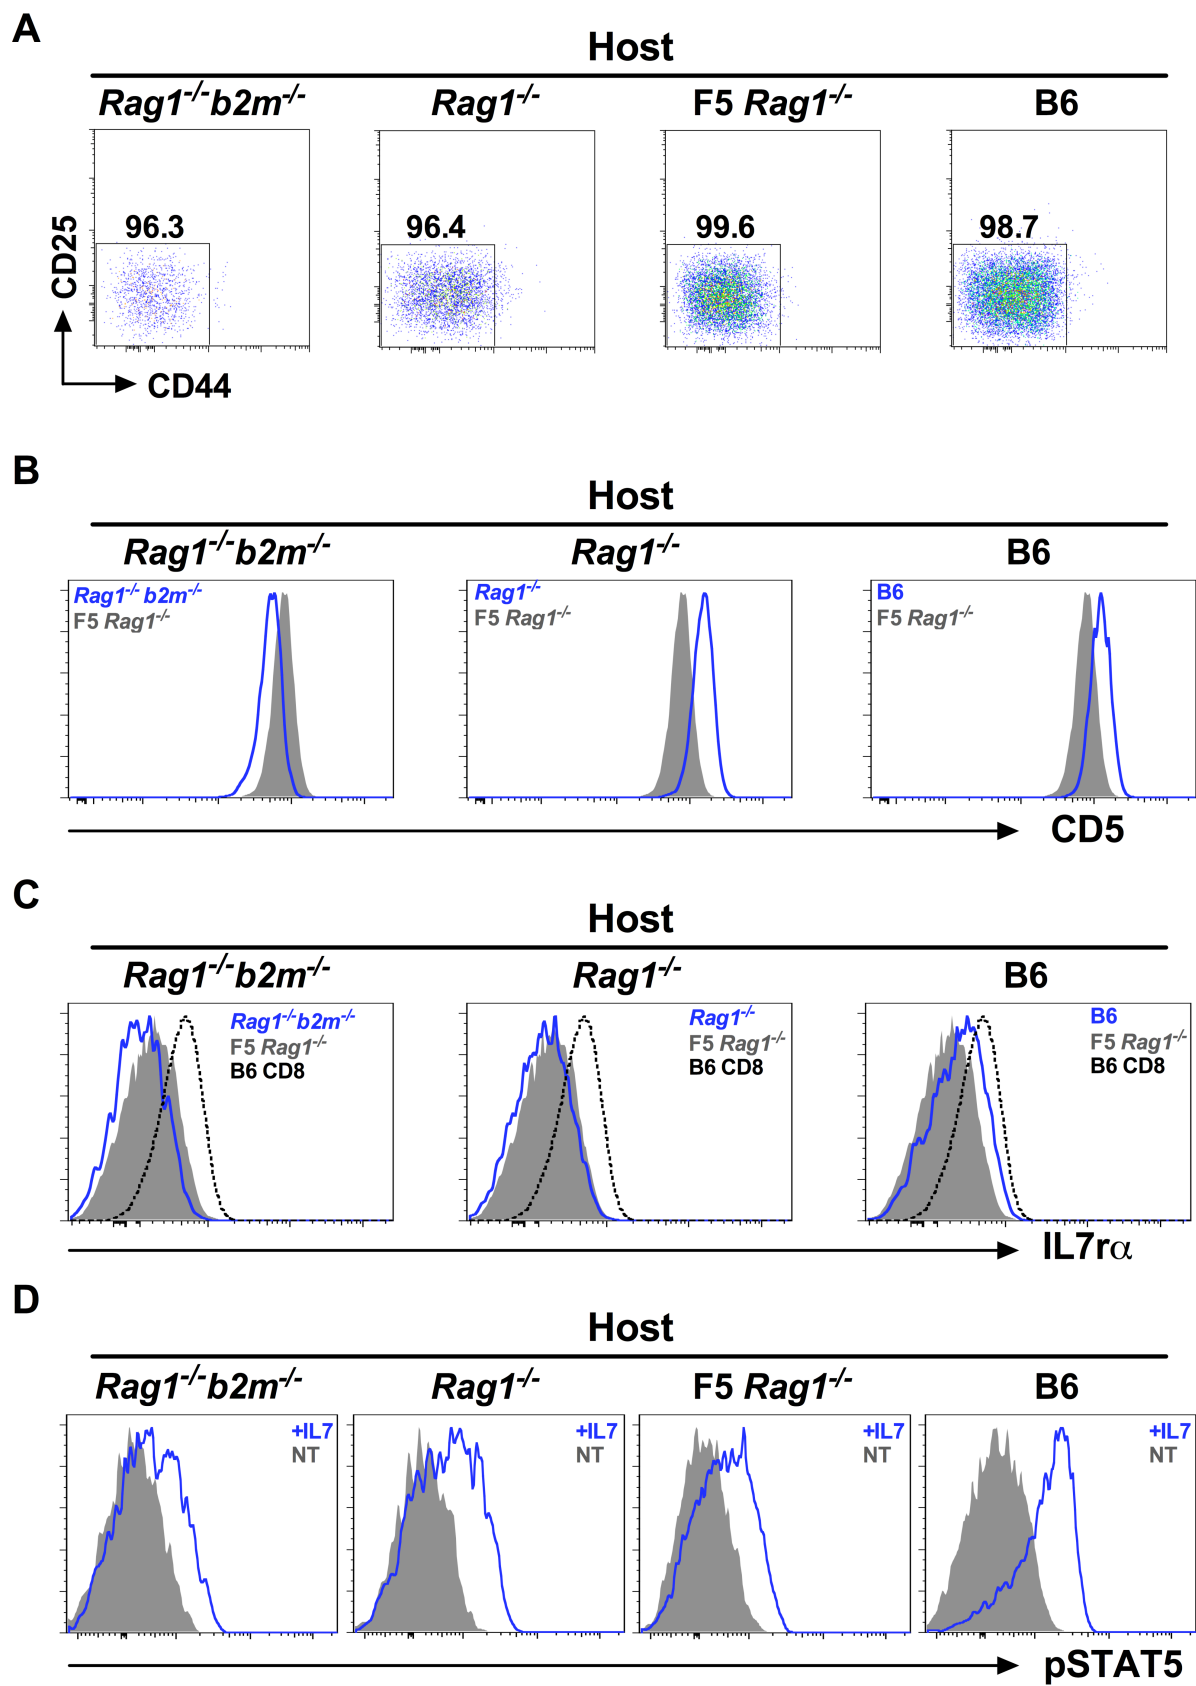 A
Host
Rag1-/-b2m-/- Rag1-/- F5 Rag1-/- B6
96.3 96.4 99.6 98.7
CD25
CD44
B
Host
Rag1-/-b2m-/- Rag1-/- B6
Rag1-/- b2m-/- Rag1-/- B6
F5 Rag1-/- F5 Rag1-/- F5 Rag1-/-
CD5
C
Host
Rag1-/-b2m-/- Rag1-/- B6
Rag1-/-b2m-/- Rag1-/- B6
F5 Rag1-/- F5 Rag1-/- F5 Rag1-/-
B6 CD8 B6 CD8 B6 CD8
IL7rα
D
Host
Rag1-/-b2m-/- Rag1-/- F5 Rag1-/- B6
+IL7 +IL7 +IL7 +IL7
NT NT NT NT
pSTAT5